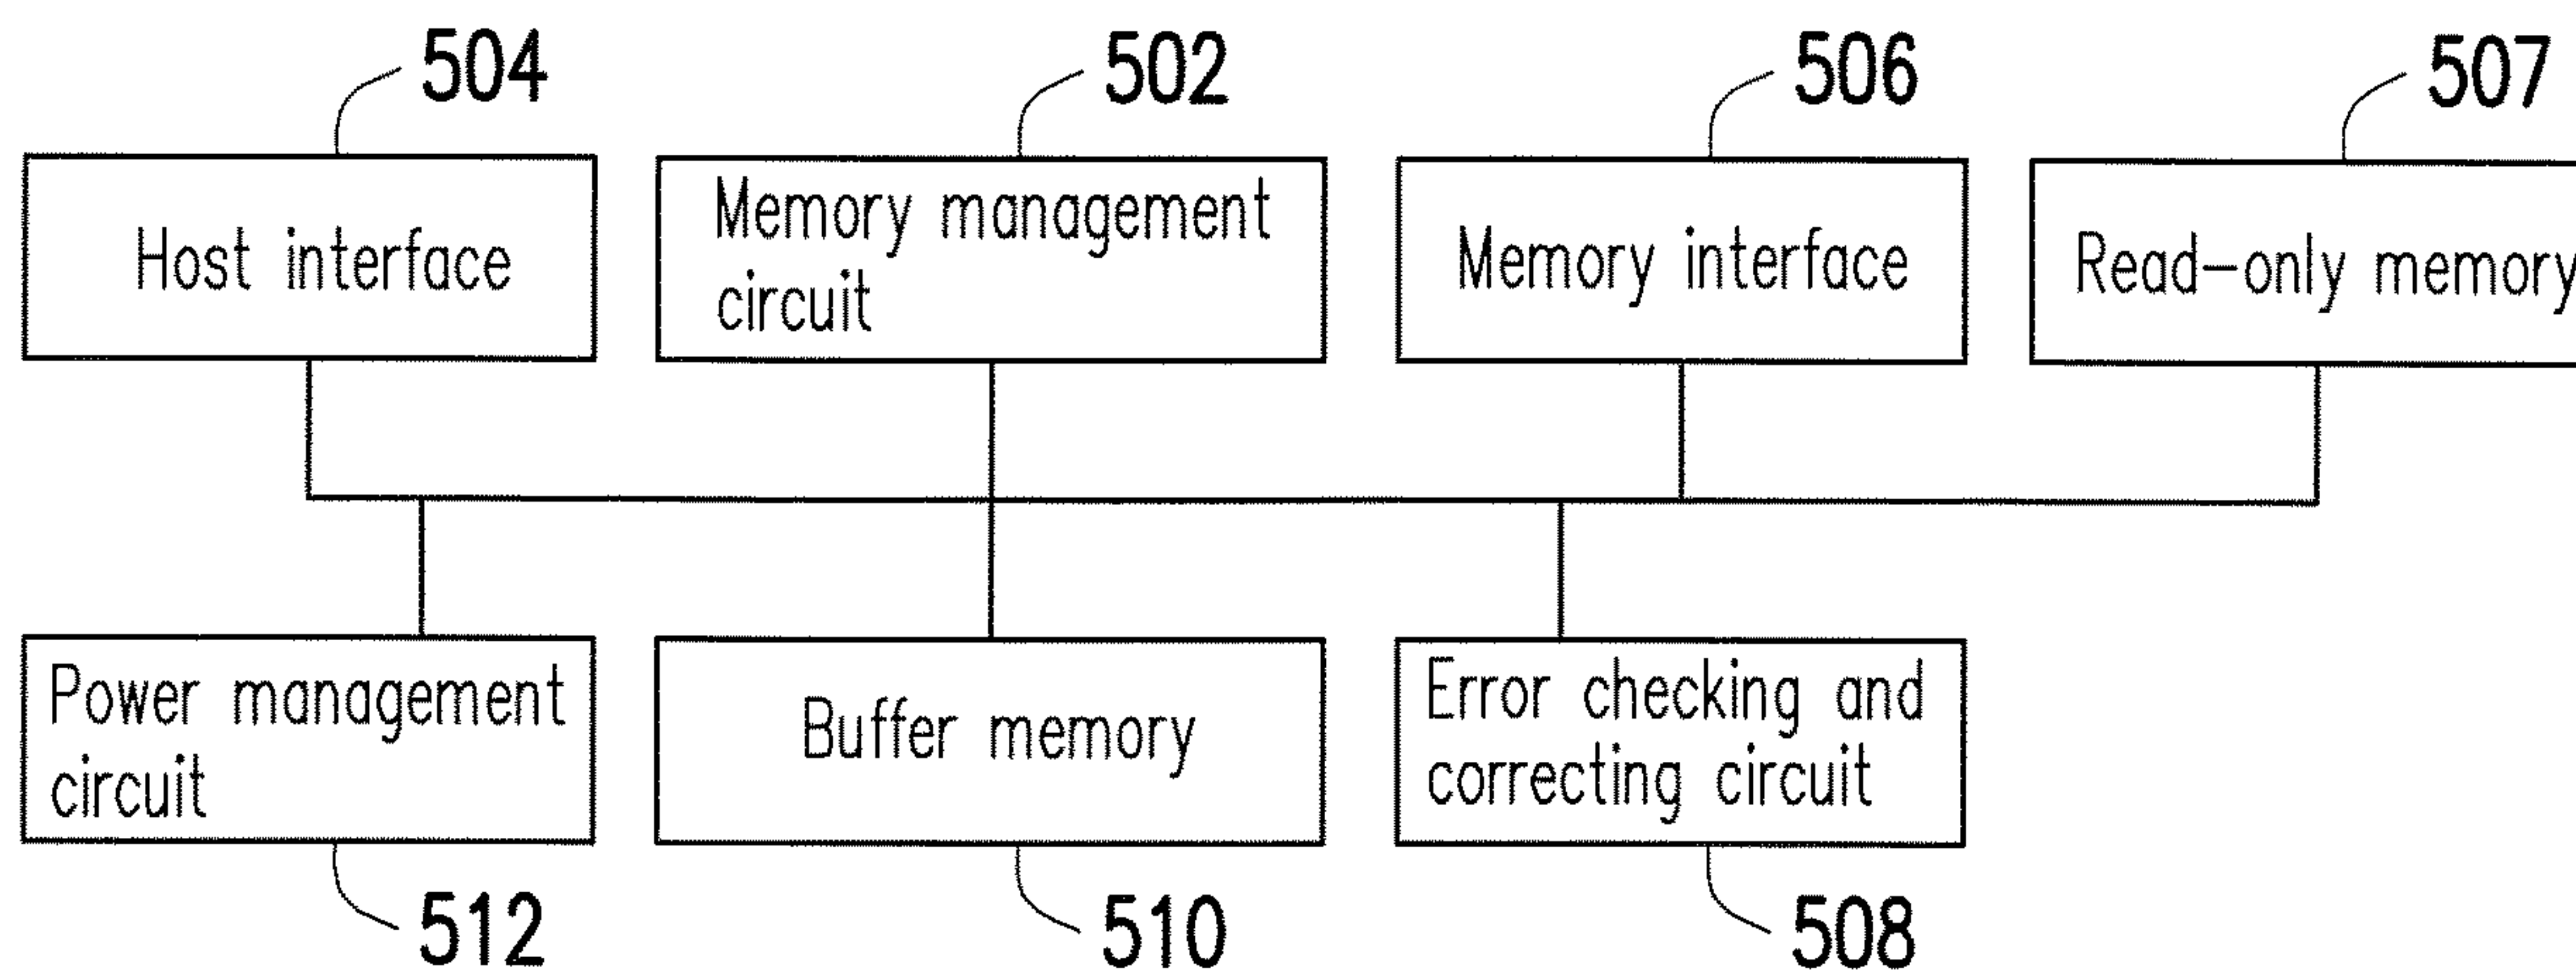 504
502
506
507
Host interface
Memory management
circuit
Memory interface
Read-only memory
Power management
circuit
Buffer memory
Error checking and
correcting circuit
512
510
508